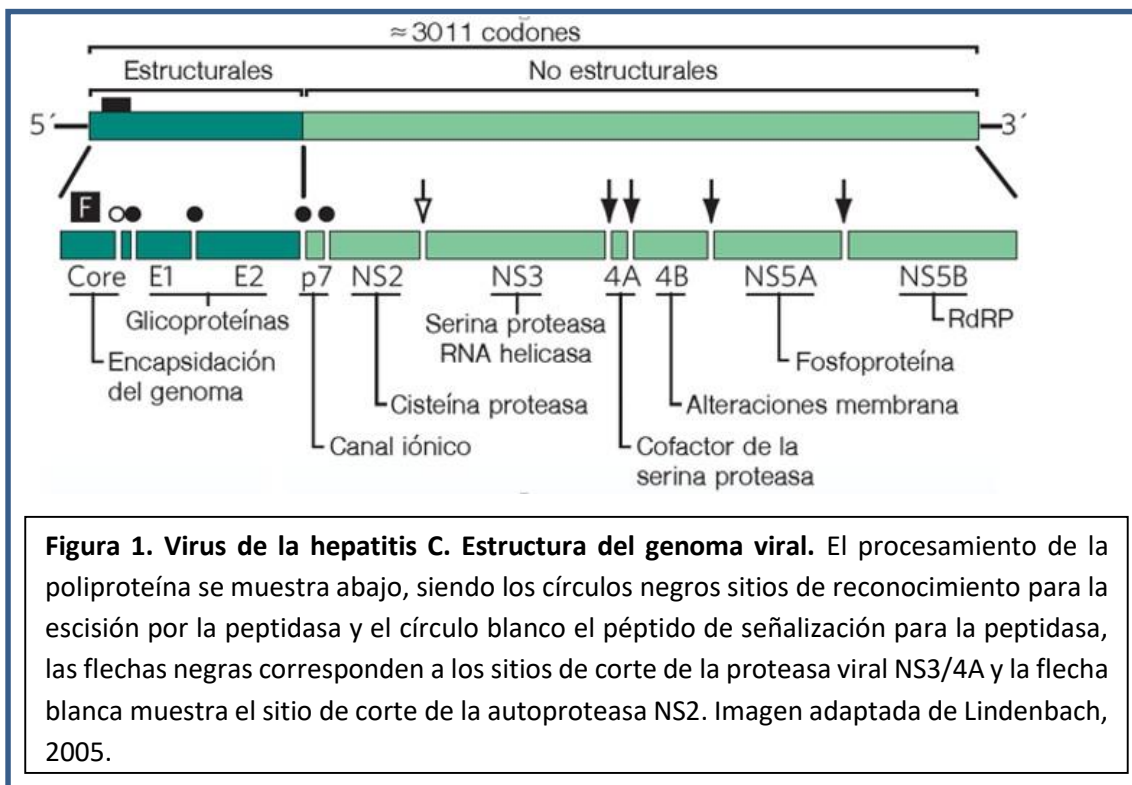 ≈ 3011 codones
Estructurales
No estructurales
5´
3´
F
Core
E1
E2
p7
NS2
NS3
4A
4B
NS5A
NS5B
Glicoproteínas
Serina proteasa
RNA helicasa
RdRP
Encapsidación
del genoma
Fosfoproteína
Cisteína proteasa
Alteraciones membrana
Canal iónico
Cofactor de la
serina proteasa
Figura 1. Virus de la hepatitis C. Estructura del genoma viral. El procesamiento de la
poliproteína se muestra abajo, siendo los círculos negros sitios de reconocimiento para la
escisión por la peptidasa y el círculo blanco el péptido de señalización para la peptidasa,
las flechas negras corresponden a los sitios de corte de la proteasa viral NS3/4A y la flecha
blanca muestra el sitio de corte de la autoproteasa NS2. Imagen adaptada de Lindenbach,
2005.